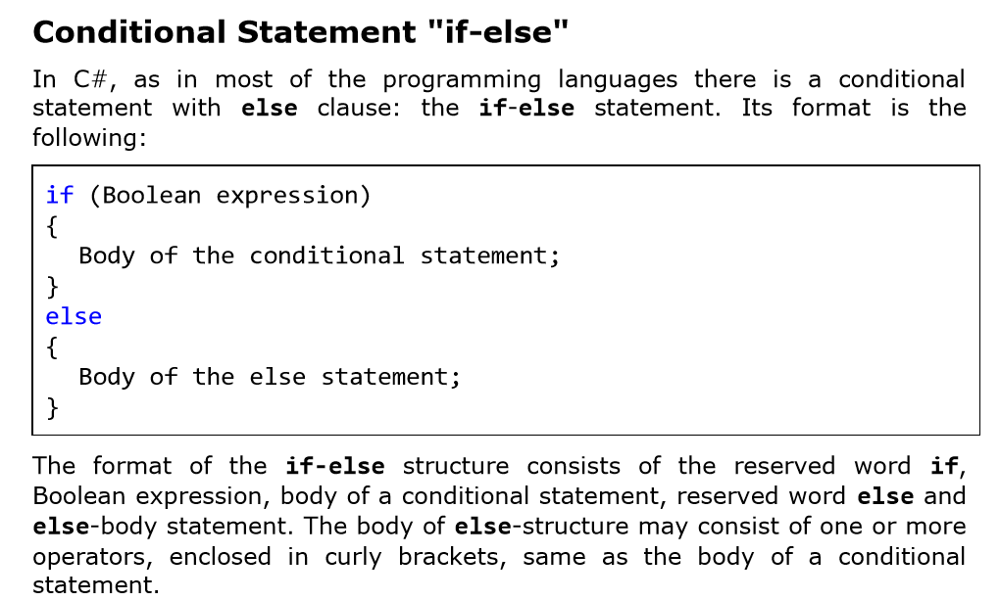 Conditional Statement "if-else"
In C#, as in most of the programming languages there is a conditional
statement with else clause: the if-else statement. Its format is the
following:
if (Boolean expression)
{
Body of the conditional statement;
}
else
{
Body of the else statement;
}
The format of the if-else structure consists of the reserved word if,
Boolean expression, body of a conditional statement, reserved word else and
else-body statement. The body of else-structure may consist of one or more
operators, enclosed in curly brackets, same as the body of a conditional
statement.